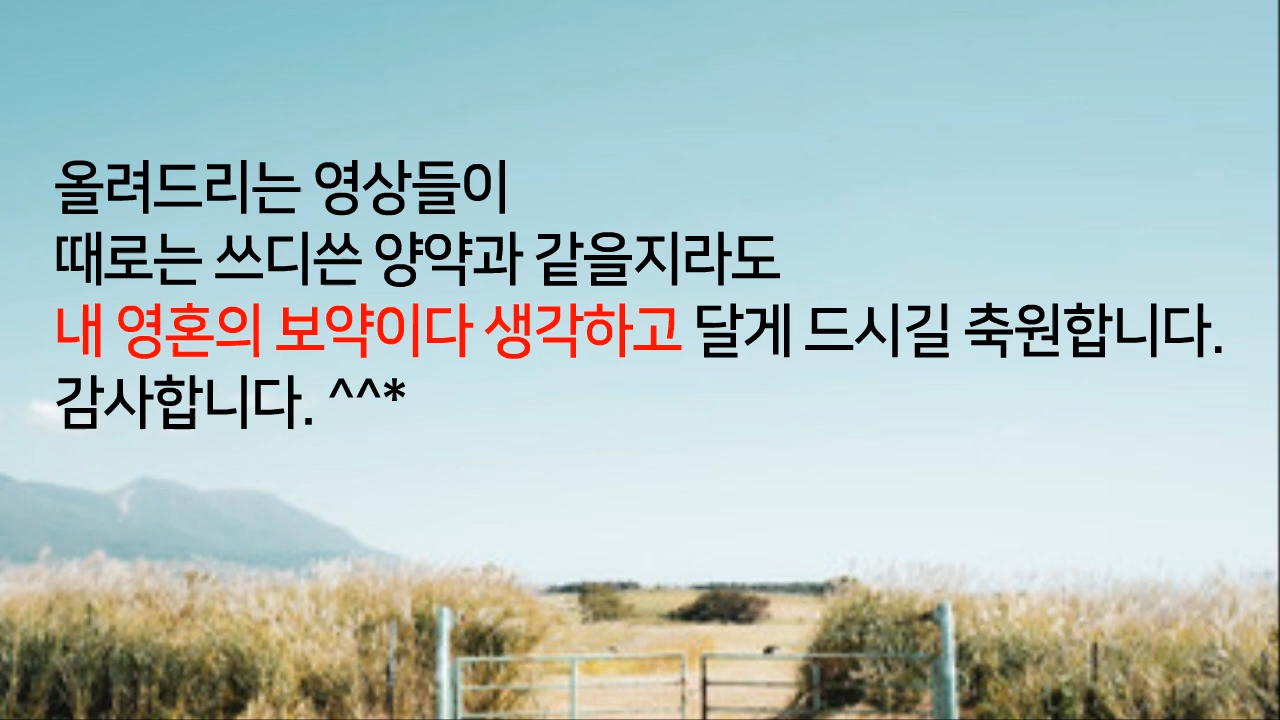 올려드리는 영상들이
때로는 쓰디쓴 양약과 같을지라도
내 영혼의 보약이다 생각하고 달게 드시길 축원합니다.
감사합니다. ^^*